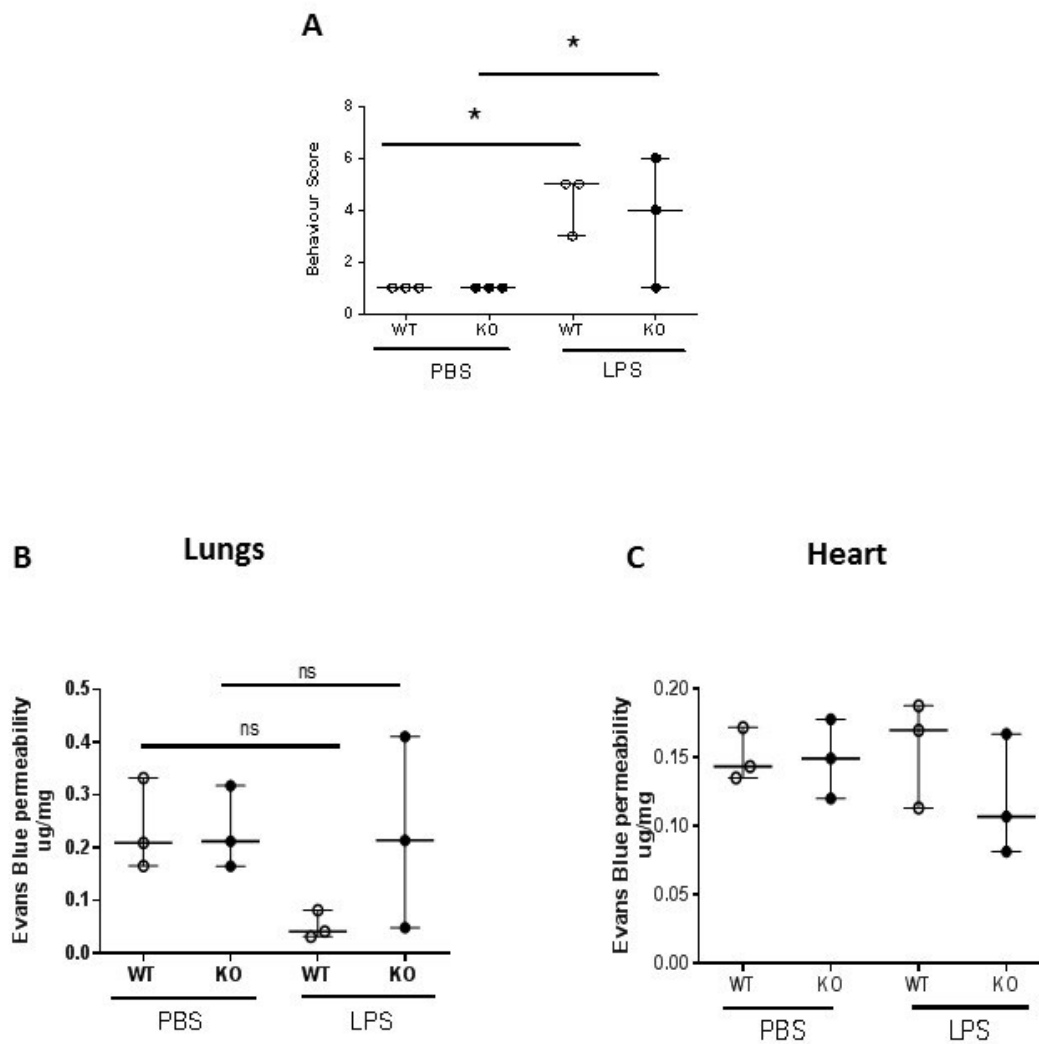 A
*
*
Behaviour Score
8
6
4
2
0
WT KO WT KO
PBS LPS
B Lungs
Evans Blue permeability
ug/mg
ns
ns
0.5
0.4
0.3
0.2
0.1
0.0
WT KO WT KO
PBS LPS
C Heart
Evans Blue permeability
ug/mg
0.20
0.15
0.10
0.05
0.00
WT KO WT KO
PBS LPS